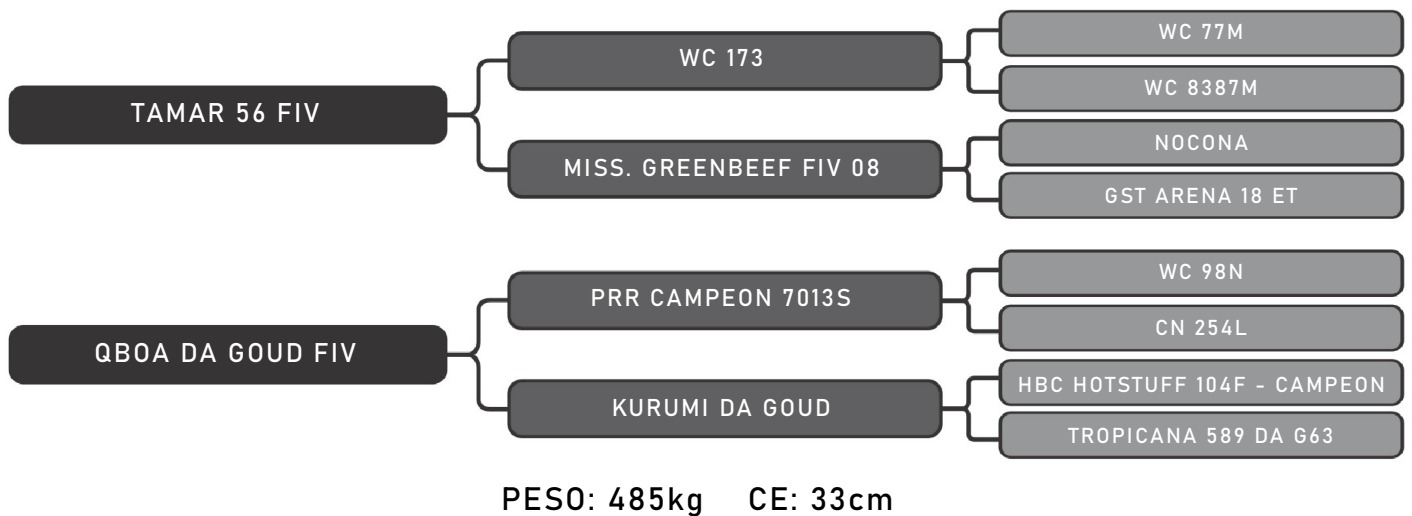 TAMAR 56 FIV
WC 173
WC 77M
WC 8387M
MISS. GREENBEEF FIV 08
NOCONA
GST ARENA 18 ET
QBOA DA GOUD FIV
PRR CAMPEON 7013S
WC 98N
CN 254L
KURUMI DA GOUD
HBC HOTSTUFF 104F - CAMPEON
TROPICANA 589 DA G63
PESO: 485kg CE: 33cm